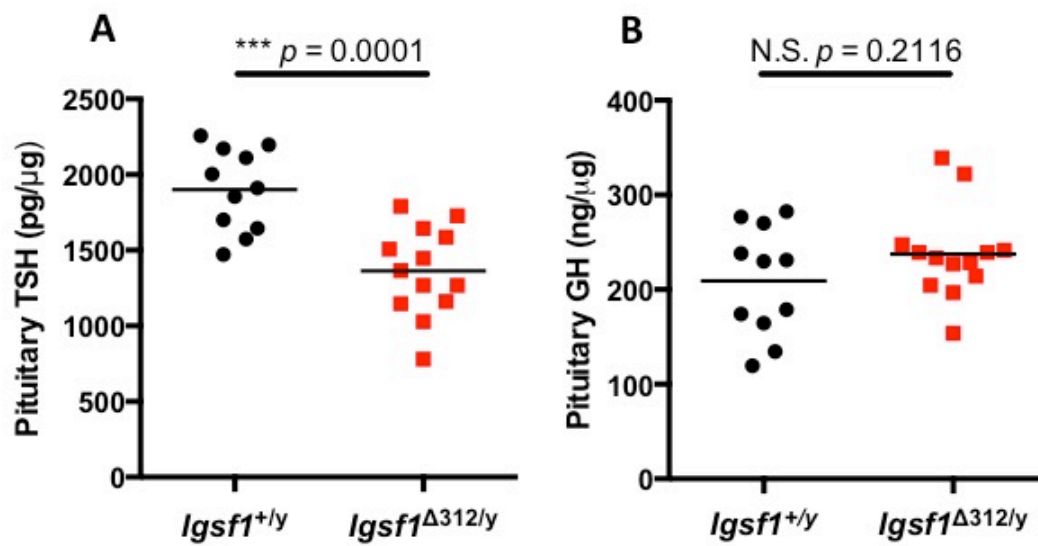 A
*** p = 0.0001
Pituitary TSH (pg/µg)
2500
2000
1500
1000
500
0
Igsf1+/y
Igsf1Δ312/y
B
N.S. p = 0.2116
Pituitary GH (ng/µg)
400
300
200
100
0
Igsf1+/y
Igsf1Δ312/y